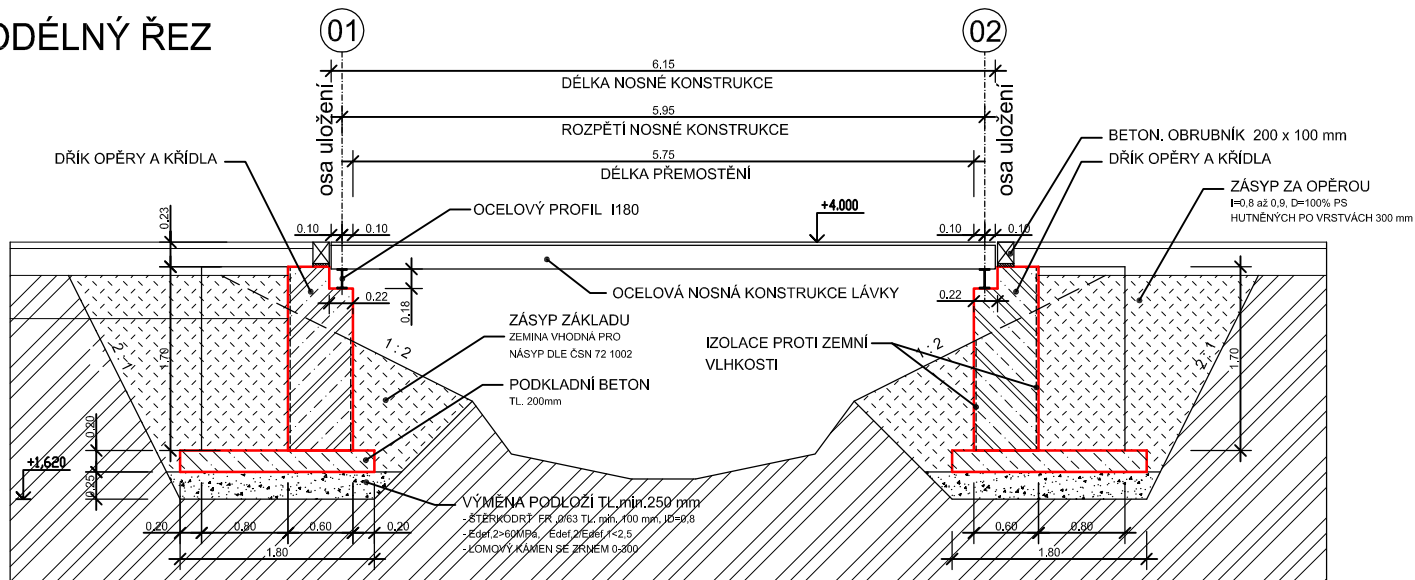 ODÉLNÝ ŘEZ
01
02
6.15
DÉLKA NOSNÉ KONSTRUKCE
5.95
ROZPĚTÍ NOSNÉ KONSTRUKCE
5.75
DÉLKA PŘEMOSTĚNÍ
osa uložení
osa uložení
DŘÍK OPĚRY A KŘÍDLA
BETON. OBRUBNÍK 200 x 100 mm
DŘÍK OPĚRY A KŘÍDLA
ZÁSYP ZA OPĚROU
I=0,8 až 0,9, D=100% PS
HUTNĚNÝCH PO VRSTVÁCH 300 mm
OCELOVÝ PROFIL I180
+4.000
0.23
0.10
0.10
0.10
0.10
OCELOVÁ NOSNÁ KONSTRUKCE LÁVKY
0.22
0.18
0.22
ZÁSYP ZÁKLADU
ZEMINA VHODNÁ PRO
NÁSYP DLE ČSN 72 1002
IZOLACE PROTI ZEMNÍ
VLHKOSTI
2 : 1
1 : 2
1 : 2
2 : 1
1.70
1.70
PODKLADNÍ BETON
TL. 200mm
0.20
+1,620
0.25
VÝMĚNA PODLOŽÍ TL.min.250 mm
- ŠTĚRKODRŤ FR ,0/63 TL. min. 100 mm, ID=0,8
- Edef,2>60MPa, Edef,2/Edef,1<2,5
- LOMOVÝ KÁMEN SE ZRNEM 0-300
0.20
0.80
0.60
0.20
1.80
0.60
0.80
1.80